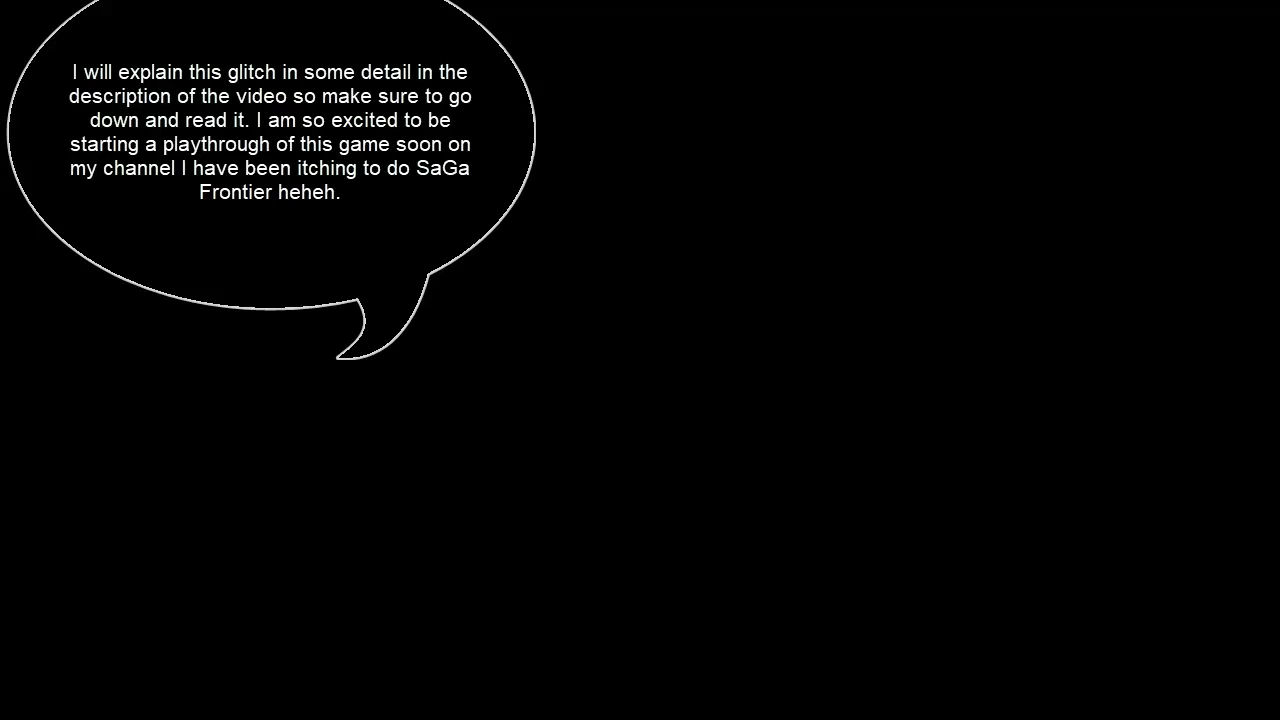 I will explain this glitch in some detail in the
description of the video so make sure to go
down and read it. I am so excited to be
starting a playthrough of this game soon on
my channel I have been itching to do SaGa
Frontier heheh.